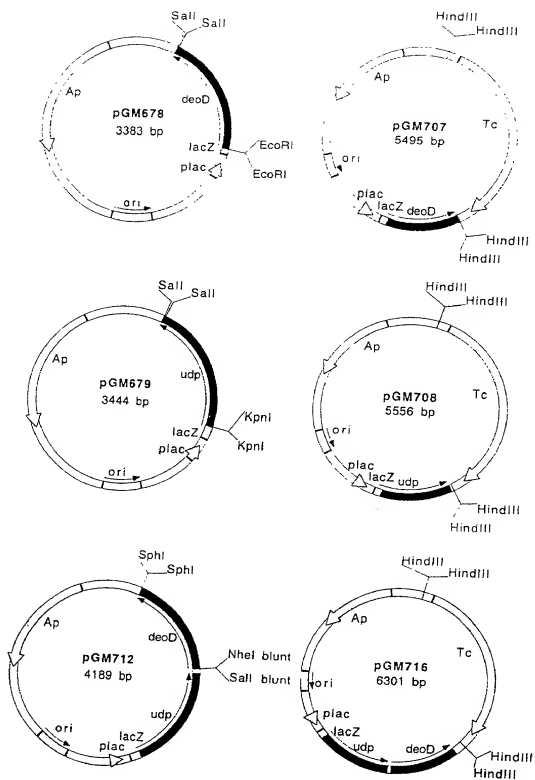 SalI
SalI
Ap
deoD
pGM678
3383 bp
lacZ
EcoRI
plac
EcoRI
ori
HindIII
HindIII
Ap
pGM707
5495 bp
Tc
ori
plac
lacZ
deoD
HindIII
HindIII
SalI
SalI
Ap
udp
pGM679
3444 bp
KpnI
lacZ
KpnI
plac
ori
HindIII
HindIII
Ap
pGM708
5556 bp
Tc
ori
plac
lacZ
udp
HindIII
HindIII
SphI
SphI
Ap
deoD
pGM712
4189 bp
NheI blunt
SalI blunt
udp
ori
lacZ
plac
HindIII
HindIII
Ap
Tc
pGM716
6301 bp
ori
plac
lacZ
udp
deoD
HindIII
HindIII